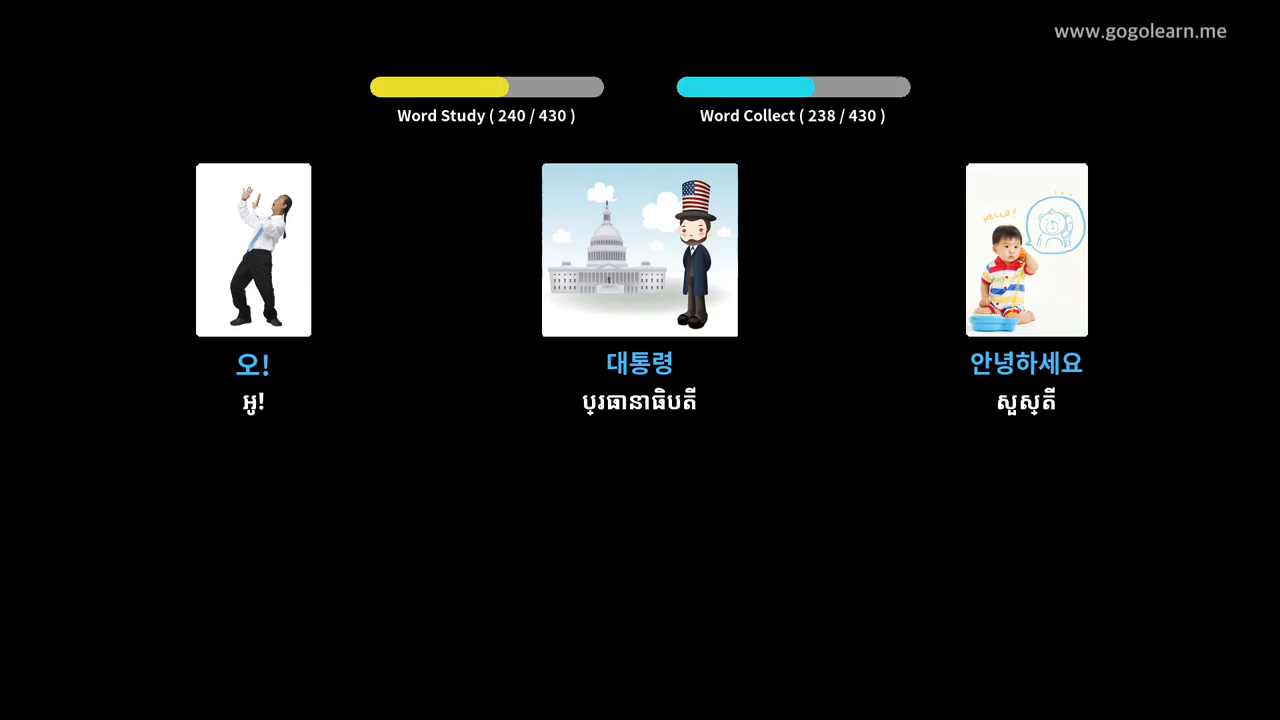 www.gogolearn.me
Word Study ( 240 / 430 )
Word Collect ( 238 / 430 )
HELLO?
오!
대통령
안녕하세요
អូ!
ប្រធានាធិបតី
សួស្តី